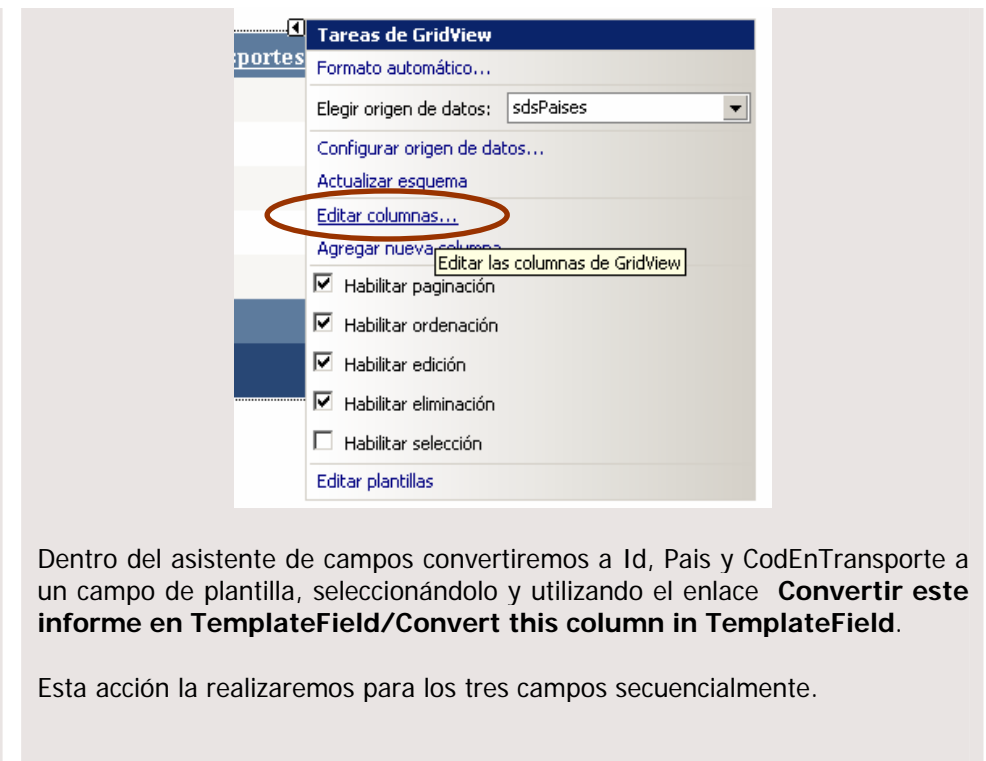 Tareas de GridView
portes
Formato automático...
Elegir origen de datos: sdsPaises
Configurar origen de datos...
Actualizar esquema
Editar columnas...
Agregar nueva columna...
Editar las columnas de GridView
Habilitar paginación
Habilitar ordenación
Habilitar edición
Habilitar eliminación
Habilitar selección
Editar plantillas
Dentro del asistente de campos convertiremos a Id, Pais y CodEnTransporte a
un campo de plantilla, seleccionándolo y utilizando el enlace Convertir este
informe en TemplateField/Convert this column in TemplateField.
Esta acción la realizaremos para los tres campos secuencialmente.